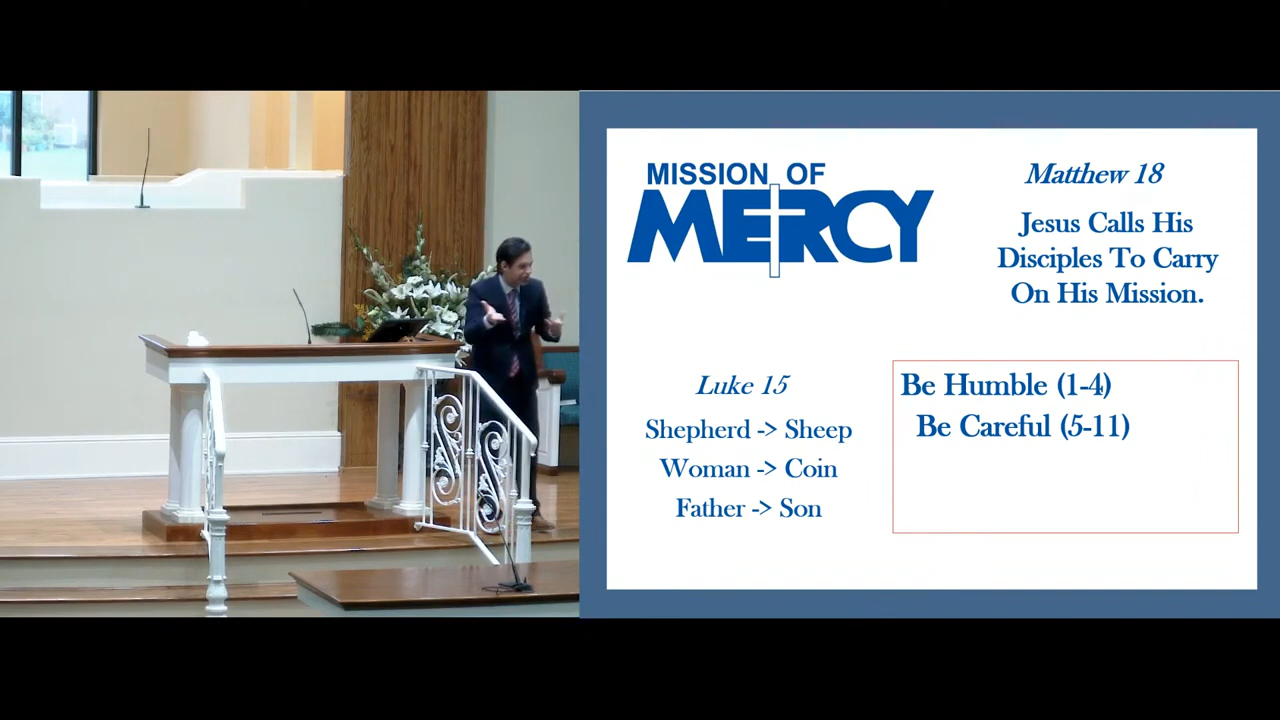 MISSION OF
MERCY
Matthew 18
Jesus Calls His
Disciples To Carry
On His Mission.
Luke 15
Shepherd -> Sheep
Woman -> Coin
Father -> Son
Be Humble (1-4)
Be Careful (5-11)